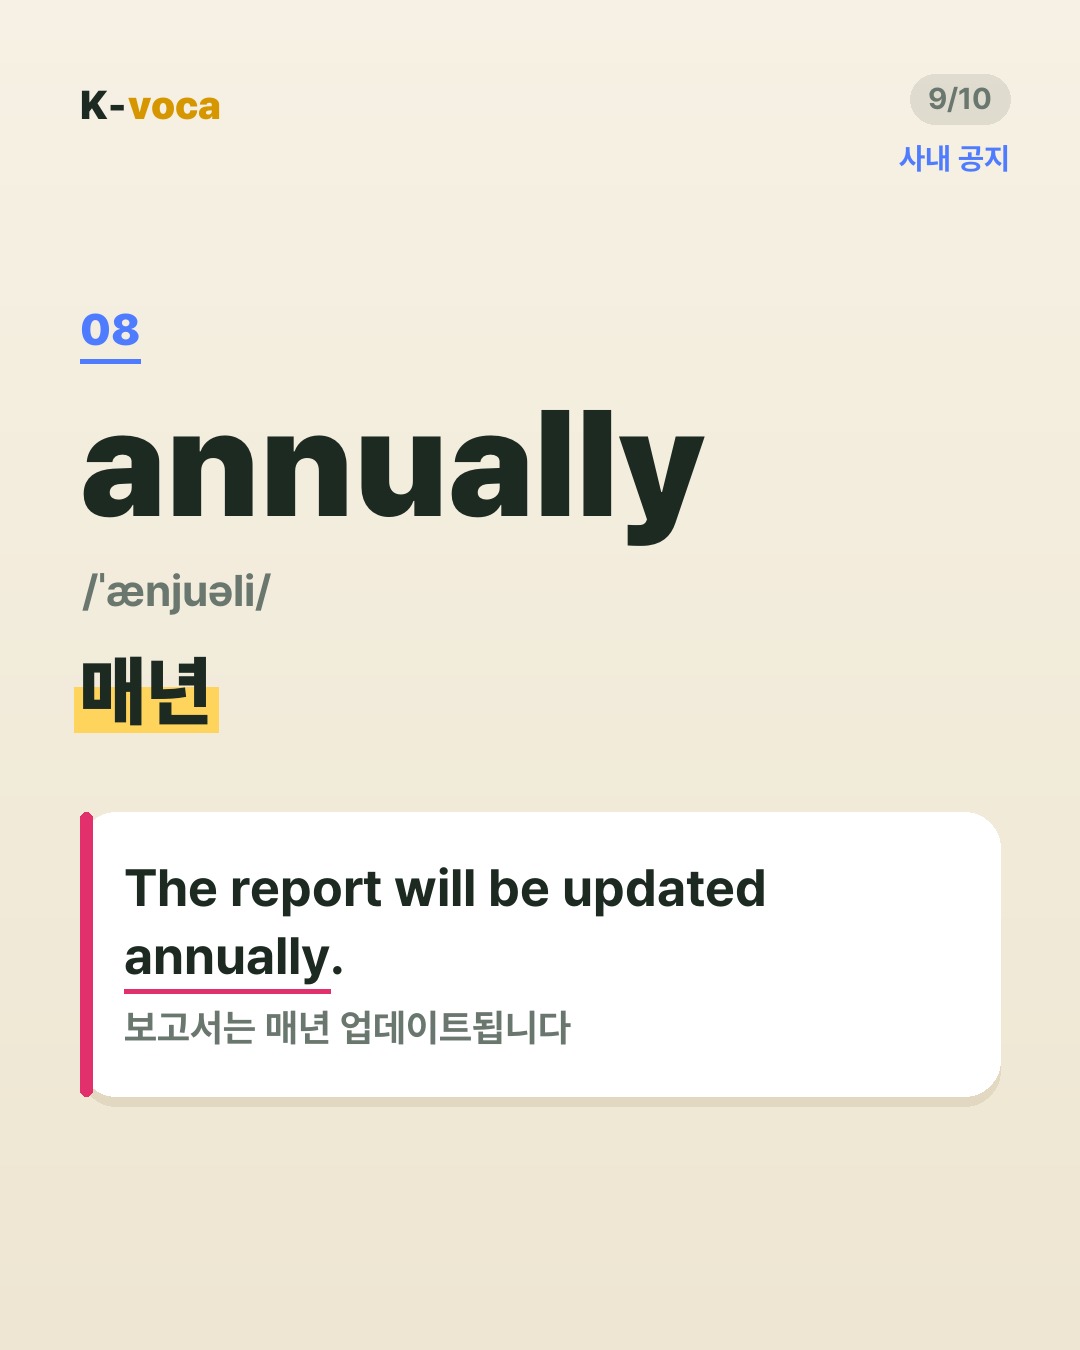 K-voca
9/10
사내 공지
08
annually
/ˈænjuəli/
매년
The report will be updated
annually.
보고서는 매년 업데이트됩니다